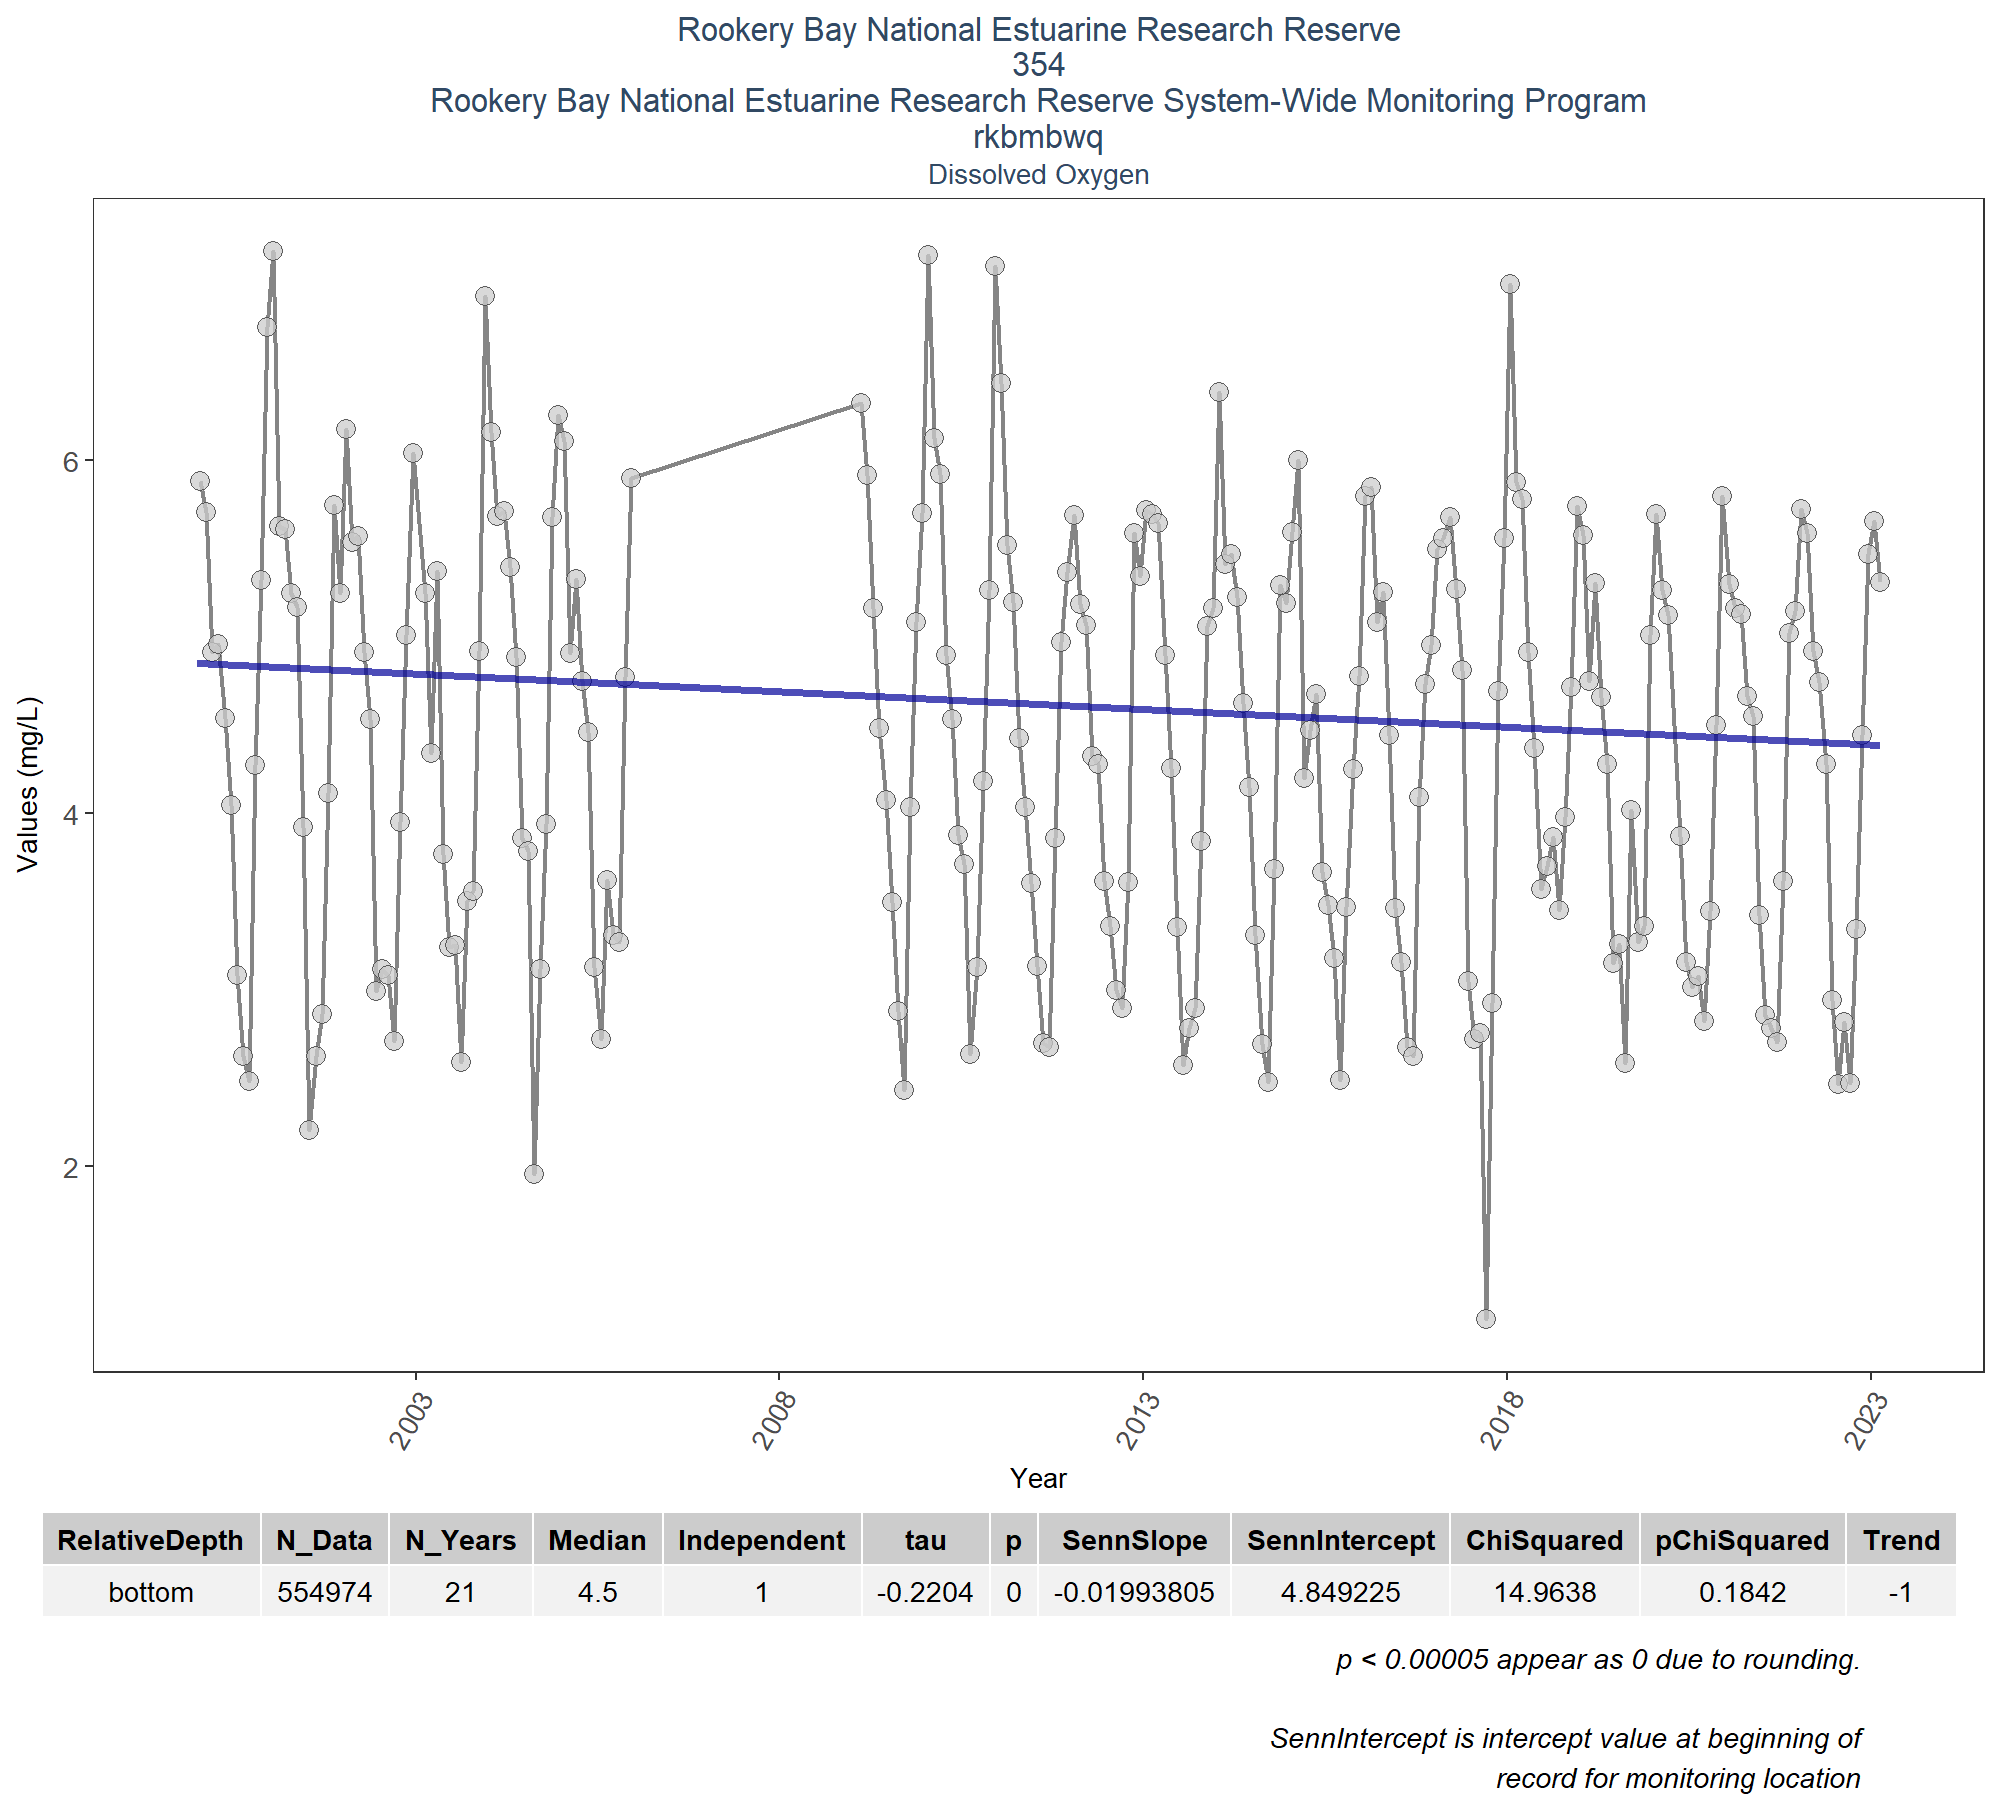 Rookery Bay National Estuarine Research Reserve
354
Rookery Bay National Estuarine Research Reserve System-Wide Monitoring Program
rkbmbwq
Dissolved Oxygen
Values (mg/L)
6
4
2
2003 2008 2013 2018 2023
Year
RelativeDepth N_Data N_Years Median Independent tau p SennSlope SennIntercept ChiSquared pChiSquared Trend
bottom 554974 21 4.5 1 -0.2204 0 -0.01993805 4.849225 14.9638 0.1842 -1
p < 0.00005 appear as 0 due to rounding.
SennIntercept is intercept value at beginning of
record for monitoring location